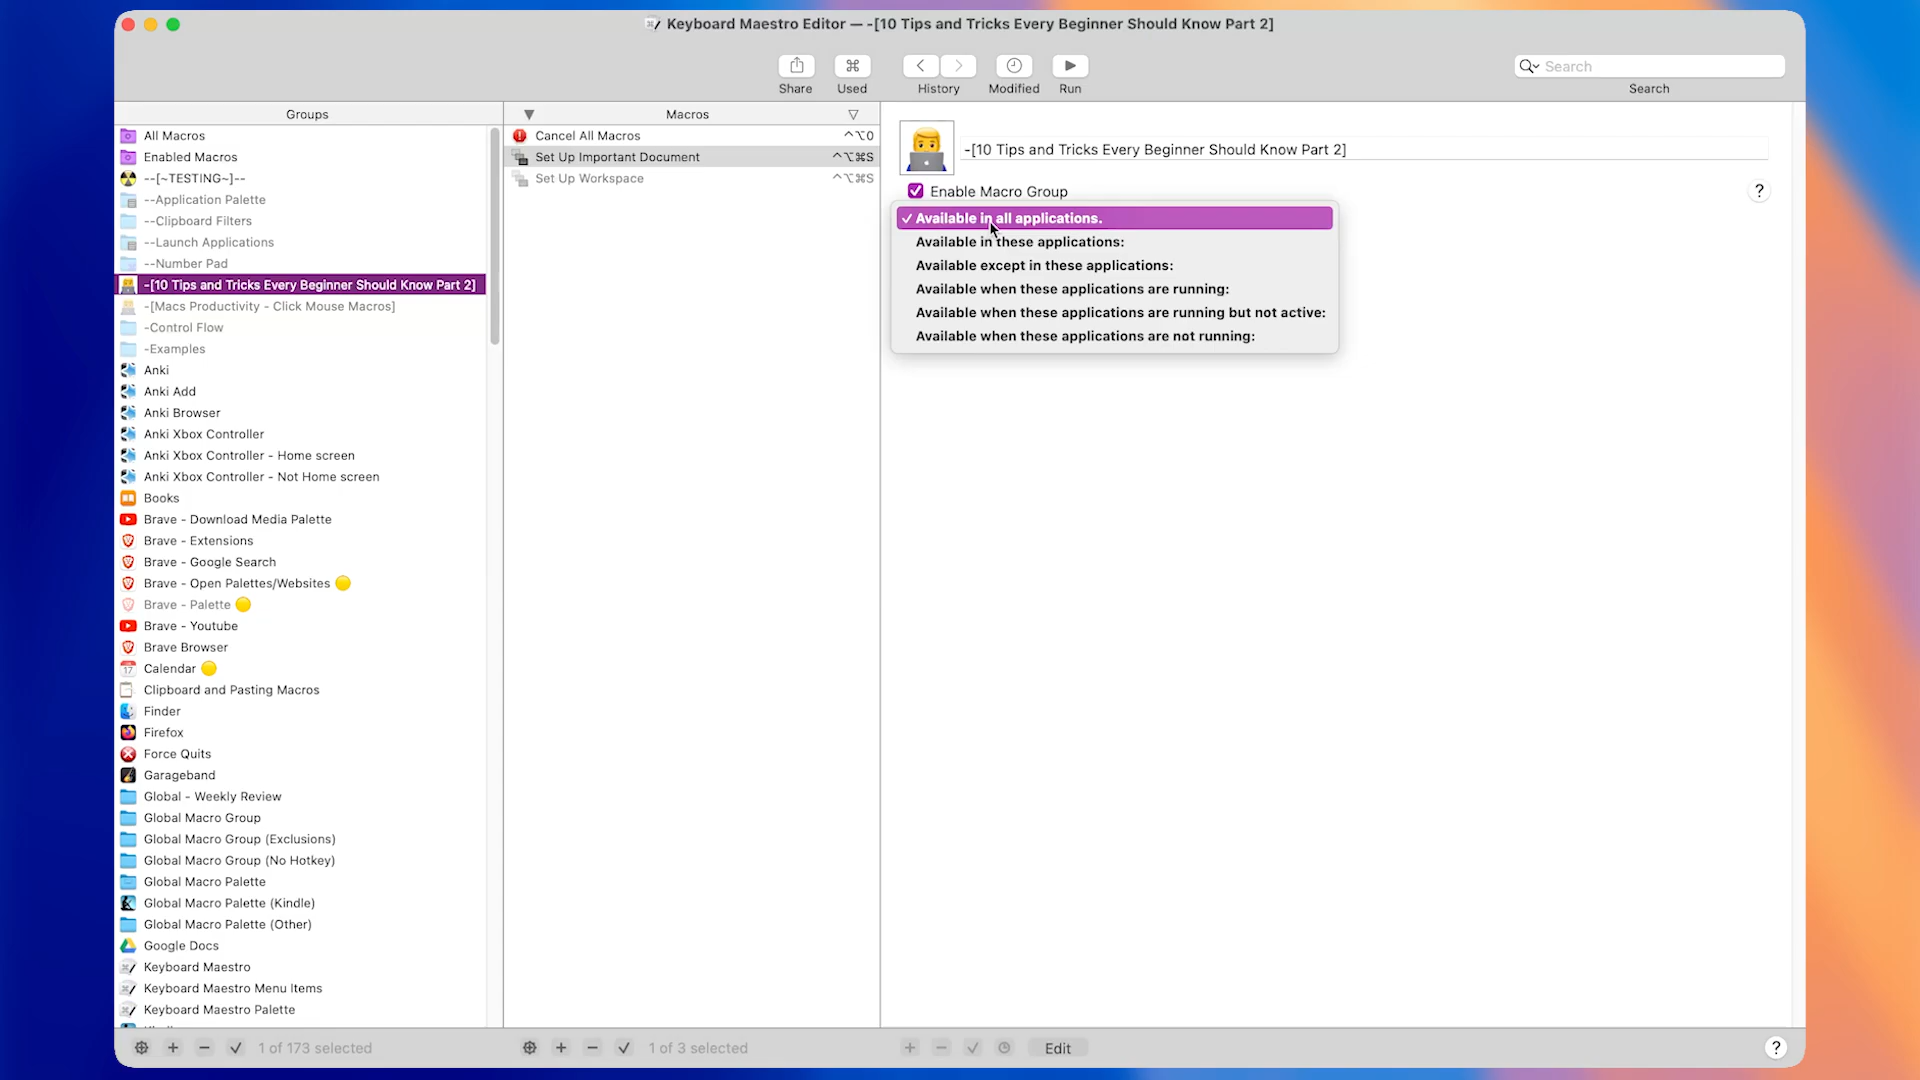 Keyboard Maestro Editor — -[10 Tips and Tricks Every Beginner Should Know Part 2]
Share
Used
History
Modified
Run
Search
Search
Groups
All Macros
Enabled Macros
--[~TESTING~]--
--Application Palette
--Clipboard Filters
--Launch Applications
--Number Pad
-[10 Tips and Tricks Every Beginner Should Know Part 2]
-[Macs Productivity - Click Mouse Macros]
-Control Flow
-Examples
Anki
Anki Add
Anki Browser
Anki Xbox Controller
Anki Xbox Controller - Home screen
Anki Xbox Controller - Not Home screen
Books
Brave - Download Media Palette
Brave - Extensions
Brave - Google Search
Brave - Open Palettes/Websites
Brave - Palette
Brave - Youtube
Brave Browser
17 Calendar
Clipboard and Pasting Macros
Finder
Firefox
Force Quits
Garageband
Global - Weekly Review
Global Macro Group
Global Macro Group (Exclusions)
Global Macro Group (No Hotkey)
Global Macro Palette
Global Macro Palette (Kindle)
Global Macro Palette (Other)
Google Docs
Keyboard Maestro
Keyboard Maestro Menu Items
Keyboard Maestro Palette
1 of 173 selected
Macros
Cancel All Macros ⌃⌥0
Set Up Important Document ⌃⌥⌘S
Set Up Workspace ⌃⌥⌘S
1 of 3 selected
-[10 Tips and Tricks Every Beginner Should Know Part 2]
Enable Macro Group
?
✓ Available in all applications.
Available in these applications:
Available except in these applications:
Available when these applications are running:
Available when these applications are running but not active:
Available when these applications are not running:
Edit
?